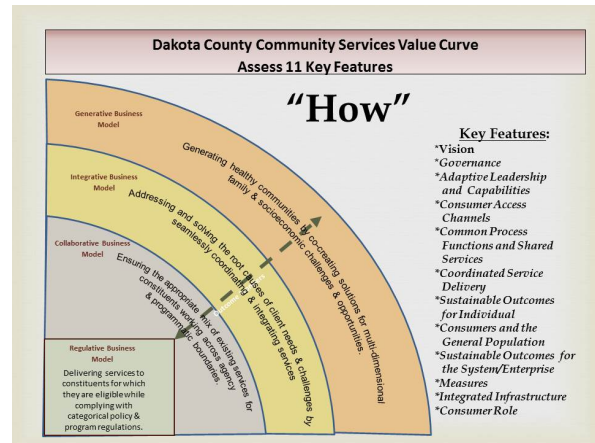 Dakota County Community Services Value Curve
Assess 11 Key Features
“How”
Generative Business
Model
Generating healthy communities by co-creating solutions for multi-dimensional
family & socioeconomic challenges & opportunities.
Integrative Business
Model
Addressing and solving the root causes of client needs & challenges by
seamlessly coordinating & integrating services
Collaborative Business
Model
Ensuring the appropriate mix of existing services for
constituents working across agency
& programmatic boundaries.
Regulative Business
Model
Delivering services to
constituents for which
they are eligible while
complying with
categorical policy &
program regulations.
Key Features:
*Vision
*Governance
*Adaptive Leadership
and Capabilities
*Consumer Access
Channels
*Common Process
Functions and Shared
Services
*Coordinated Service
Delivery
*Sustainable Outcomes
for Individual
*Consumers and the
General Population
*Sustainable Outcomes for
the System/Enterprise
*Measures
*Integrated Infrastructure
*Consumer Role